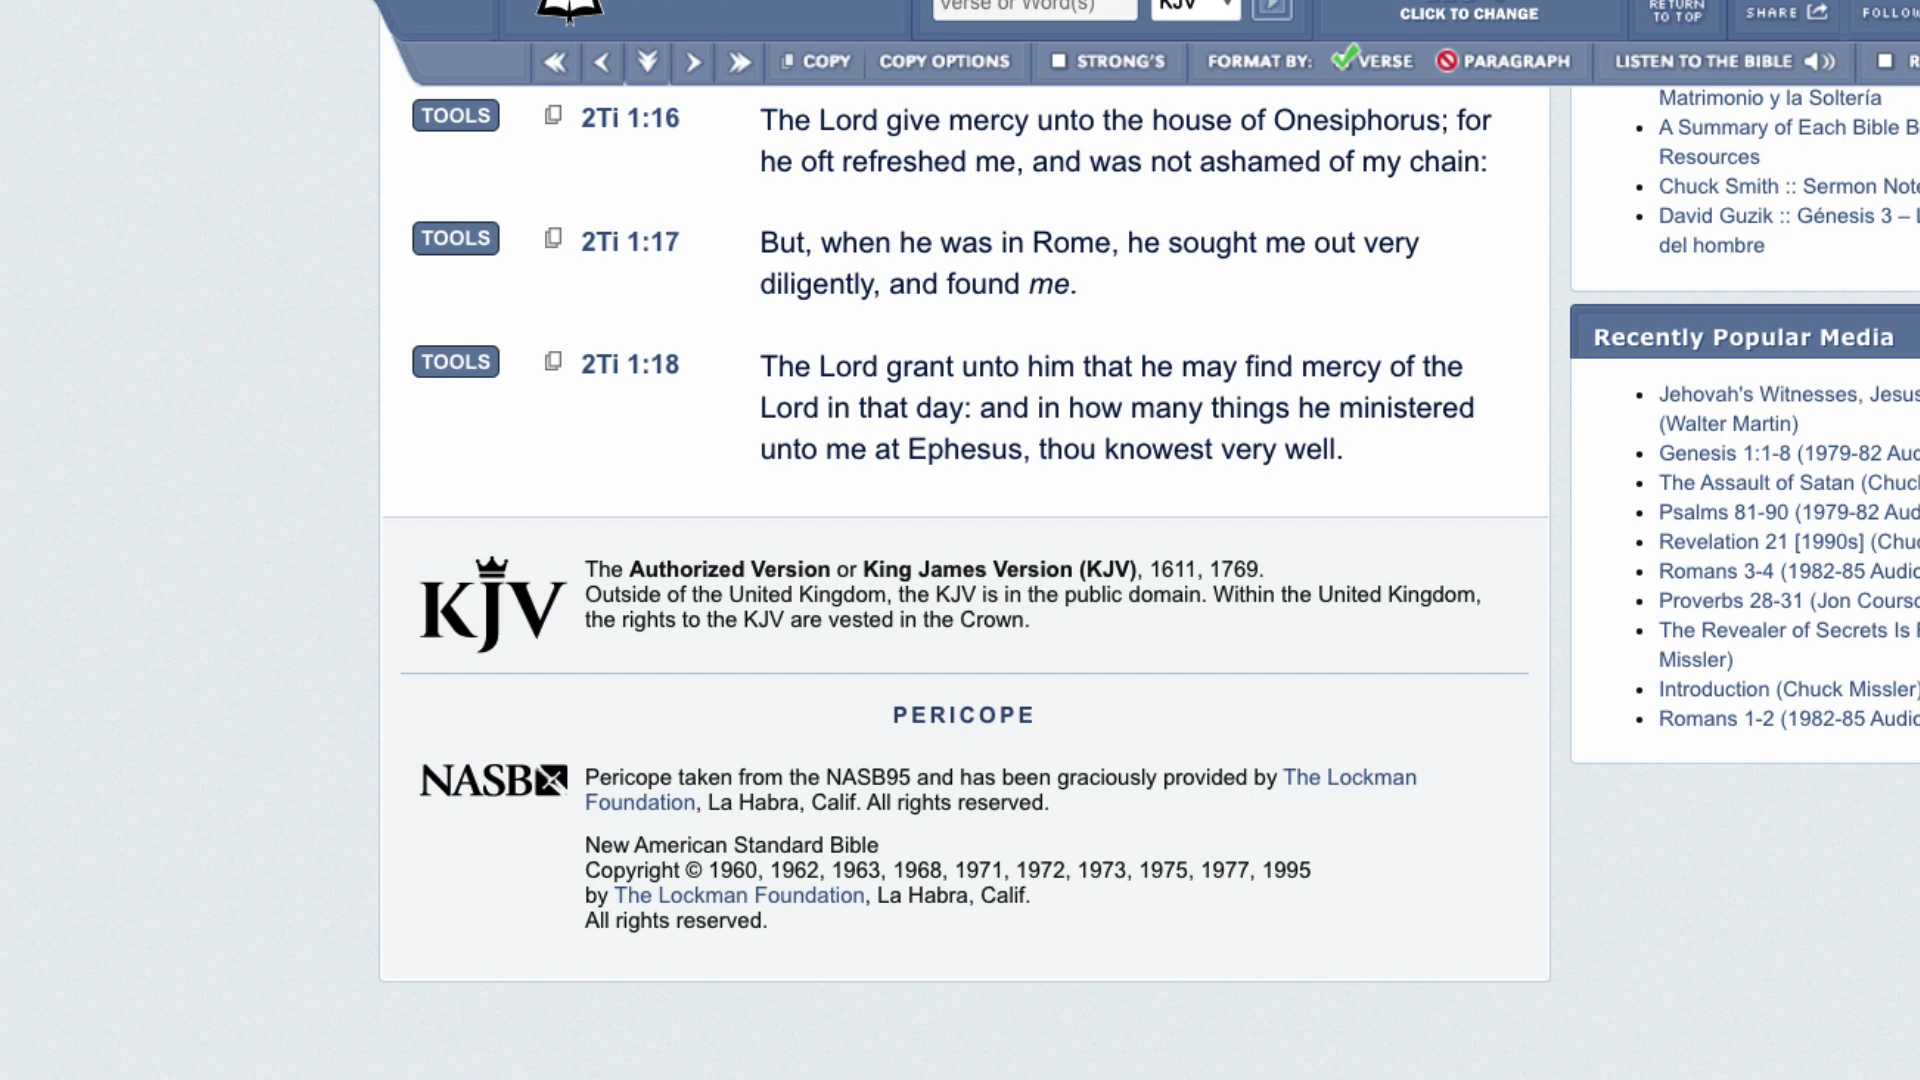 Verse or Word(s) KJV
CLICK TO CHANGE
RETURN
TO TOP
SHARE
COPY COPY OPTIONS STRONG'S FORMAT BY: VERSE PARAGRAPH LISTEN TO THE BIBLE
TOOLS 2Ti 1:16 The Lord give mercy unto the house of Onesiphorus; for
he oft refreshed me, and was not ashamed of my chain:
TOOLS 2Ti 1:17 But, when he was in Rome, he sought me out very
diligently, and found me.
TOOLS 2Ti 1:18 The Lord grant unto him that he may find mercy of the
Lord in that day: and in how many things he ministered
unto me at Ephesus, thou knowest very well.
KJV
The Authorized Version or King James Version (KJV), 1611, 1769.
Outside of the United Kingdom, the KJV is in the public domain. Within the United Kingdom,
the rights to the KJV are vested in the Crown.
PERICOPE
NASB
Pericope taken from the NASB95 and has been graciously provided by The Lockman
Foundation, La Habra, Calif. All rights reserved.
New American Standard Bible
Copyright © 1960, 1962, 1963, 1968, 1971, 1972, 1973, 1975, 1977, 1995
by The Lockman Foundation, La Habra, Calif.
All rights reserved.
Matrimonio y la Soltería
A Summary of Each Bible
Resources
Chuck Smith :: Sermon
David Guzik :: Génesis 3 –
del hombre
Recently Popular Media
Jehovah's Witnesses,
(Walter Martin)
Genesis 1:1-8 (1979-82
The Assault of Satan
Psalms 81-90 (1979-82
Revelation 21 [1990s]
Romans 3-4 (1982-85
Proverbs 28-31 (Jon
The Revealer of Secrets Is
Missler)
Introduction (Chuck Missler)
Romans 1-2 (1982-85